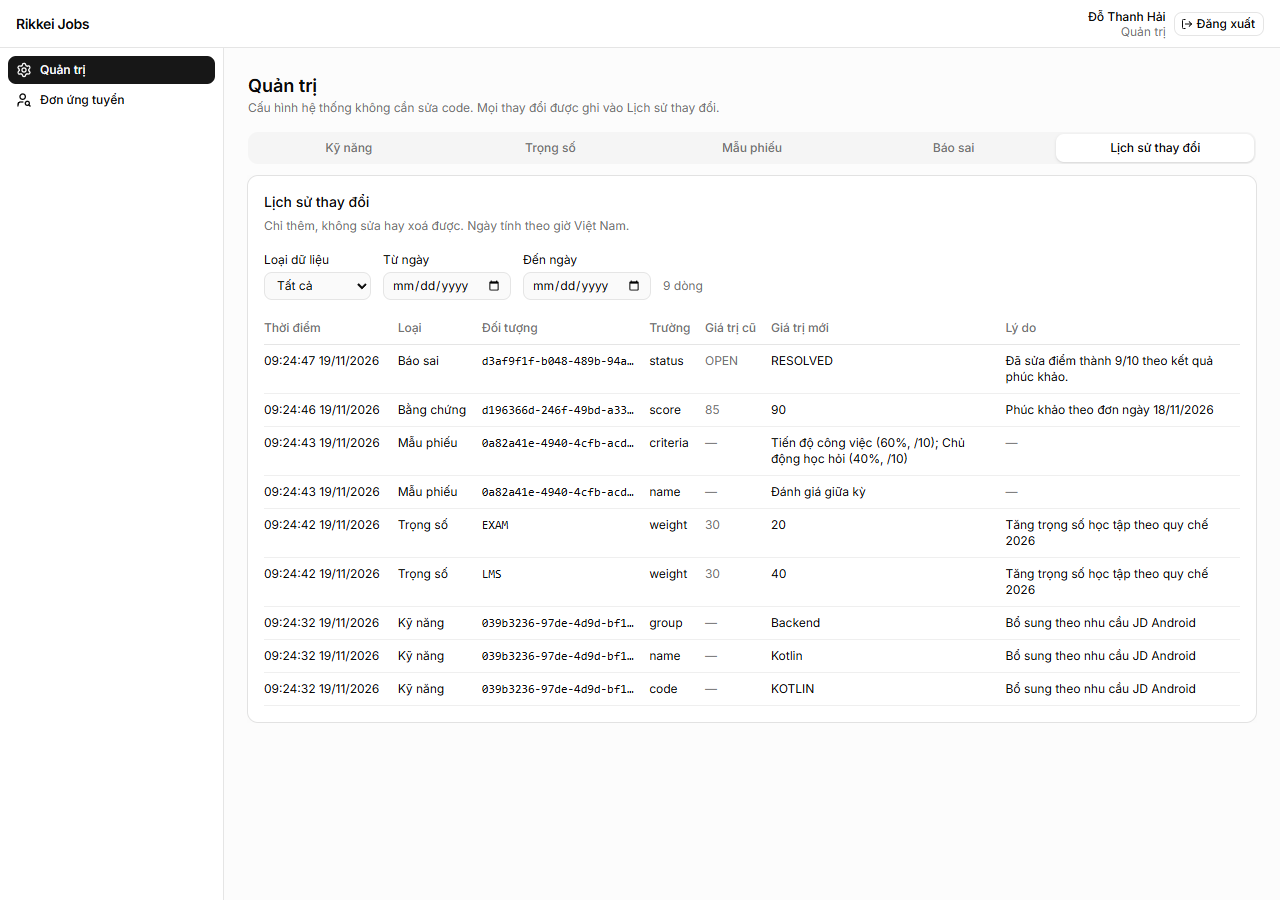 Rikkei Jobs
Đỗ Thanh Hải
Quản trị
Đăng xuất
Quản trị
Đơn ứng tuyển
Quản trị
Cấu hình hệ thống không cần sửa code. Mọi thay đổi được ghi vào Lịch sử thay đổi.
Kỹ năng Trọng số Mẫu phiếu Báo sai Lịch sử thay đổi
Lịch sử thay đổi
Chỉ thêm, không sửa hay xoá được. Ngày tính theo giờ Việt Nam.
Loại dữ liệu Từ ngày Đến ngày
Tất cả mm/dd/yyyy mm/dd/yyyy 9 dòng
Thời điểm Loại Đối tượng Trường Giá trị cũ Giá trị mới Lý do
09:24:47 19/11/2026 Báo sai d3af9f1f-b048-489b-94a… status OPEN RESOLVED Đã sửa điểm thành 9/10 theo kết quả
phúc khảo.
09:24:46 19/11/2026 Bằng chứng d196366d-246f-49bd-a33… score 85 90 Phúc khảo theo đơn ngày 18/11/2026
09:24:43 19/11/2026 Mẫu phiếu 0a82a41e-4940-4cfb-acd… criteria — Tiến độ công việc (60%, /10); Chủ —
động học hỏi (40%, /10)
09:24:43 19/11/2026 Mẫu phiếu 0a82a41e-4940-4cfb-acd… name — Đánh giá giữa kỳ —
09:24:42 19/11/2026 Trọng số EXAM weight 30 20 Tăng trọng số học tập theo quy chế
2026
09:24:42 19/11/2026 Trọng số LMS weight 30 40 Tăng trọng số học tập theo quy chế
2026
09:24:32 19/11/2026 Kỹ năng 039b3236-97de-4d9d-bf1… group — Backend Bổ sung theo nhu cầu JD Android
09:24:32 19/11/2026 Kỹ năng 039b3236-97de-4d9d-bf1… name — Kotlin Bổ sung theo nhu cầu JD Android
09:24:32 19/11/2026 Kỹ năng 039b3236-97de-4d9d-bf1… code — KOTLIN Bổ sung theo nhu cầu JD Android